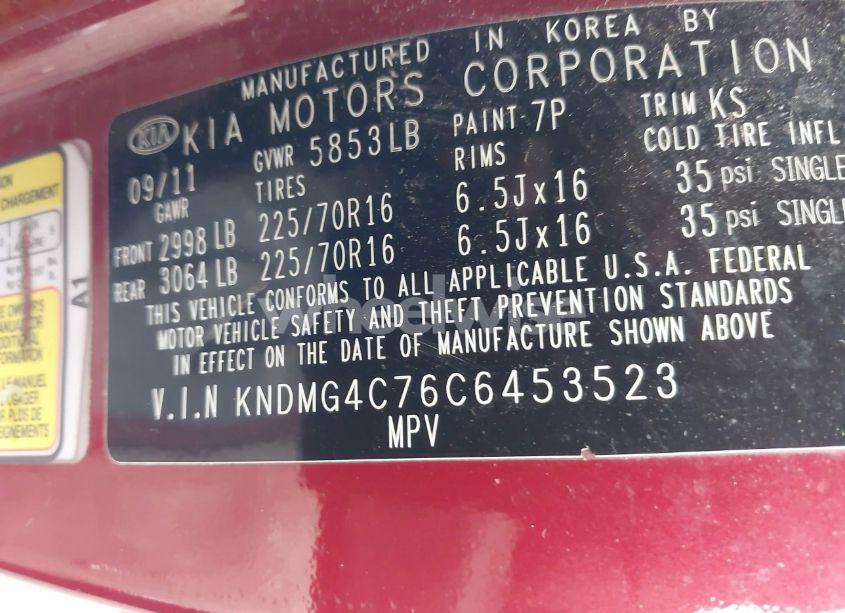 MANUFACTURED IN KOREA BY
KIA KIA MOTORS CORPORATION
09/11 GVWR 5853LB PAINT 7P TRIM KS
GAWR TIRES RIMS COLD TIRE INFL
FRONT 2998 LB 225/70R16 6.5Jx16 35 psi SINGLE
REAR 3064 LB 225/70R16 6.5Jx16 35 psi SINGLE
THIS VEHICLE CONFORMS TO ALL APPLICABLE U.S.A. FEDERAL
MOTOR VEHICLE SAFETY AND THEFT PREVENTION STANDARDS
IN EFFECT ON THE DATE OF MANUFACTURE SHOWN ABOVE
V.I.N KNDMG4C76C6453523
MPV
CHARGEMENT
A1
wheelwise